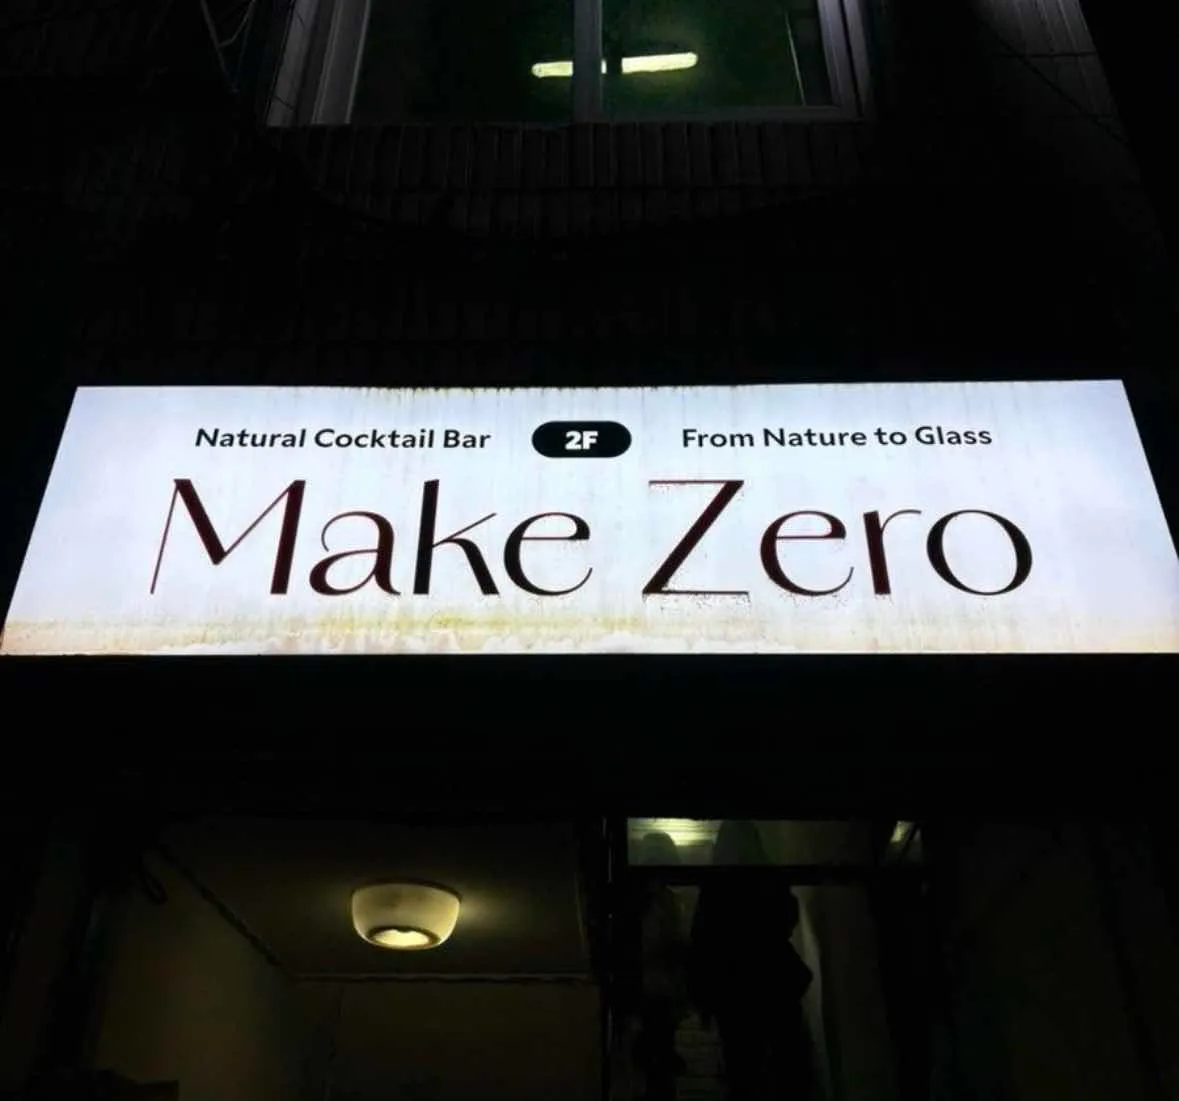 Natural Cocktail Bar 2F From Nature to Glass
Make Zero